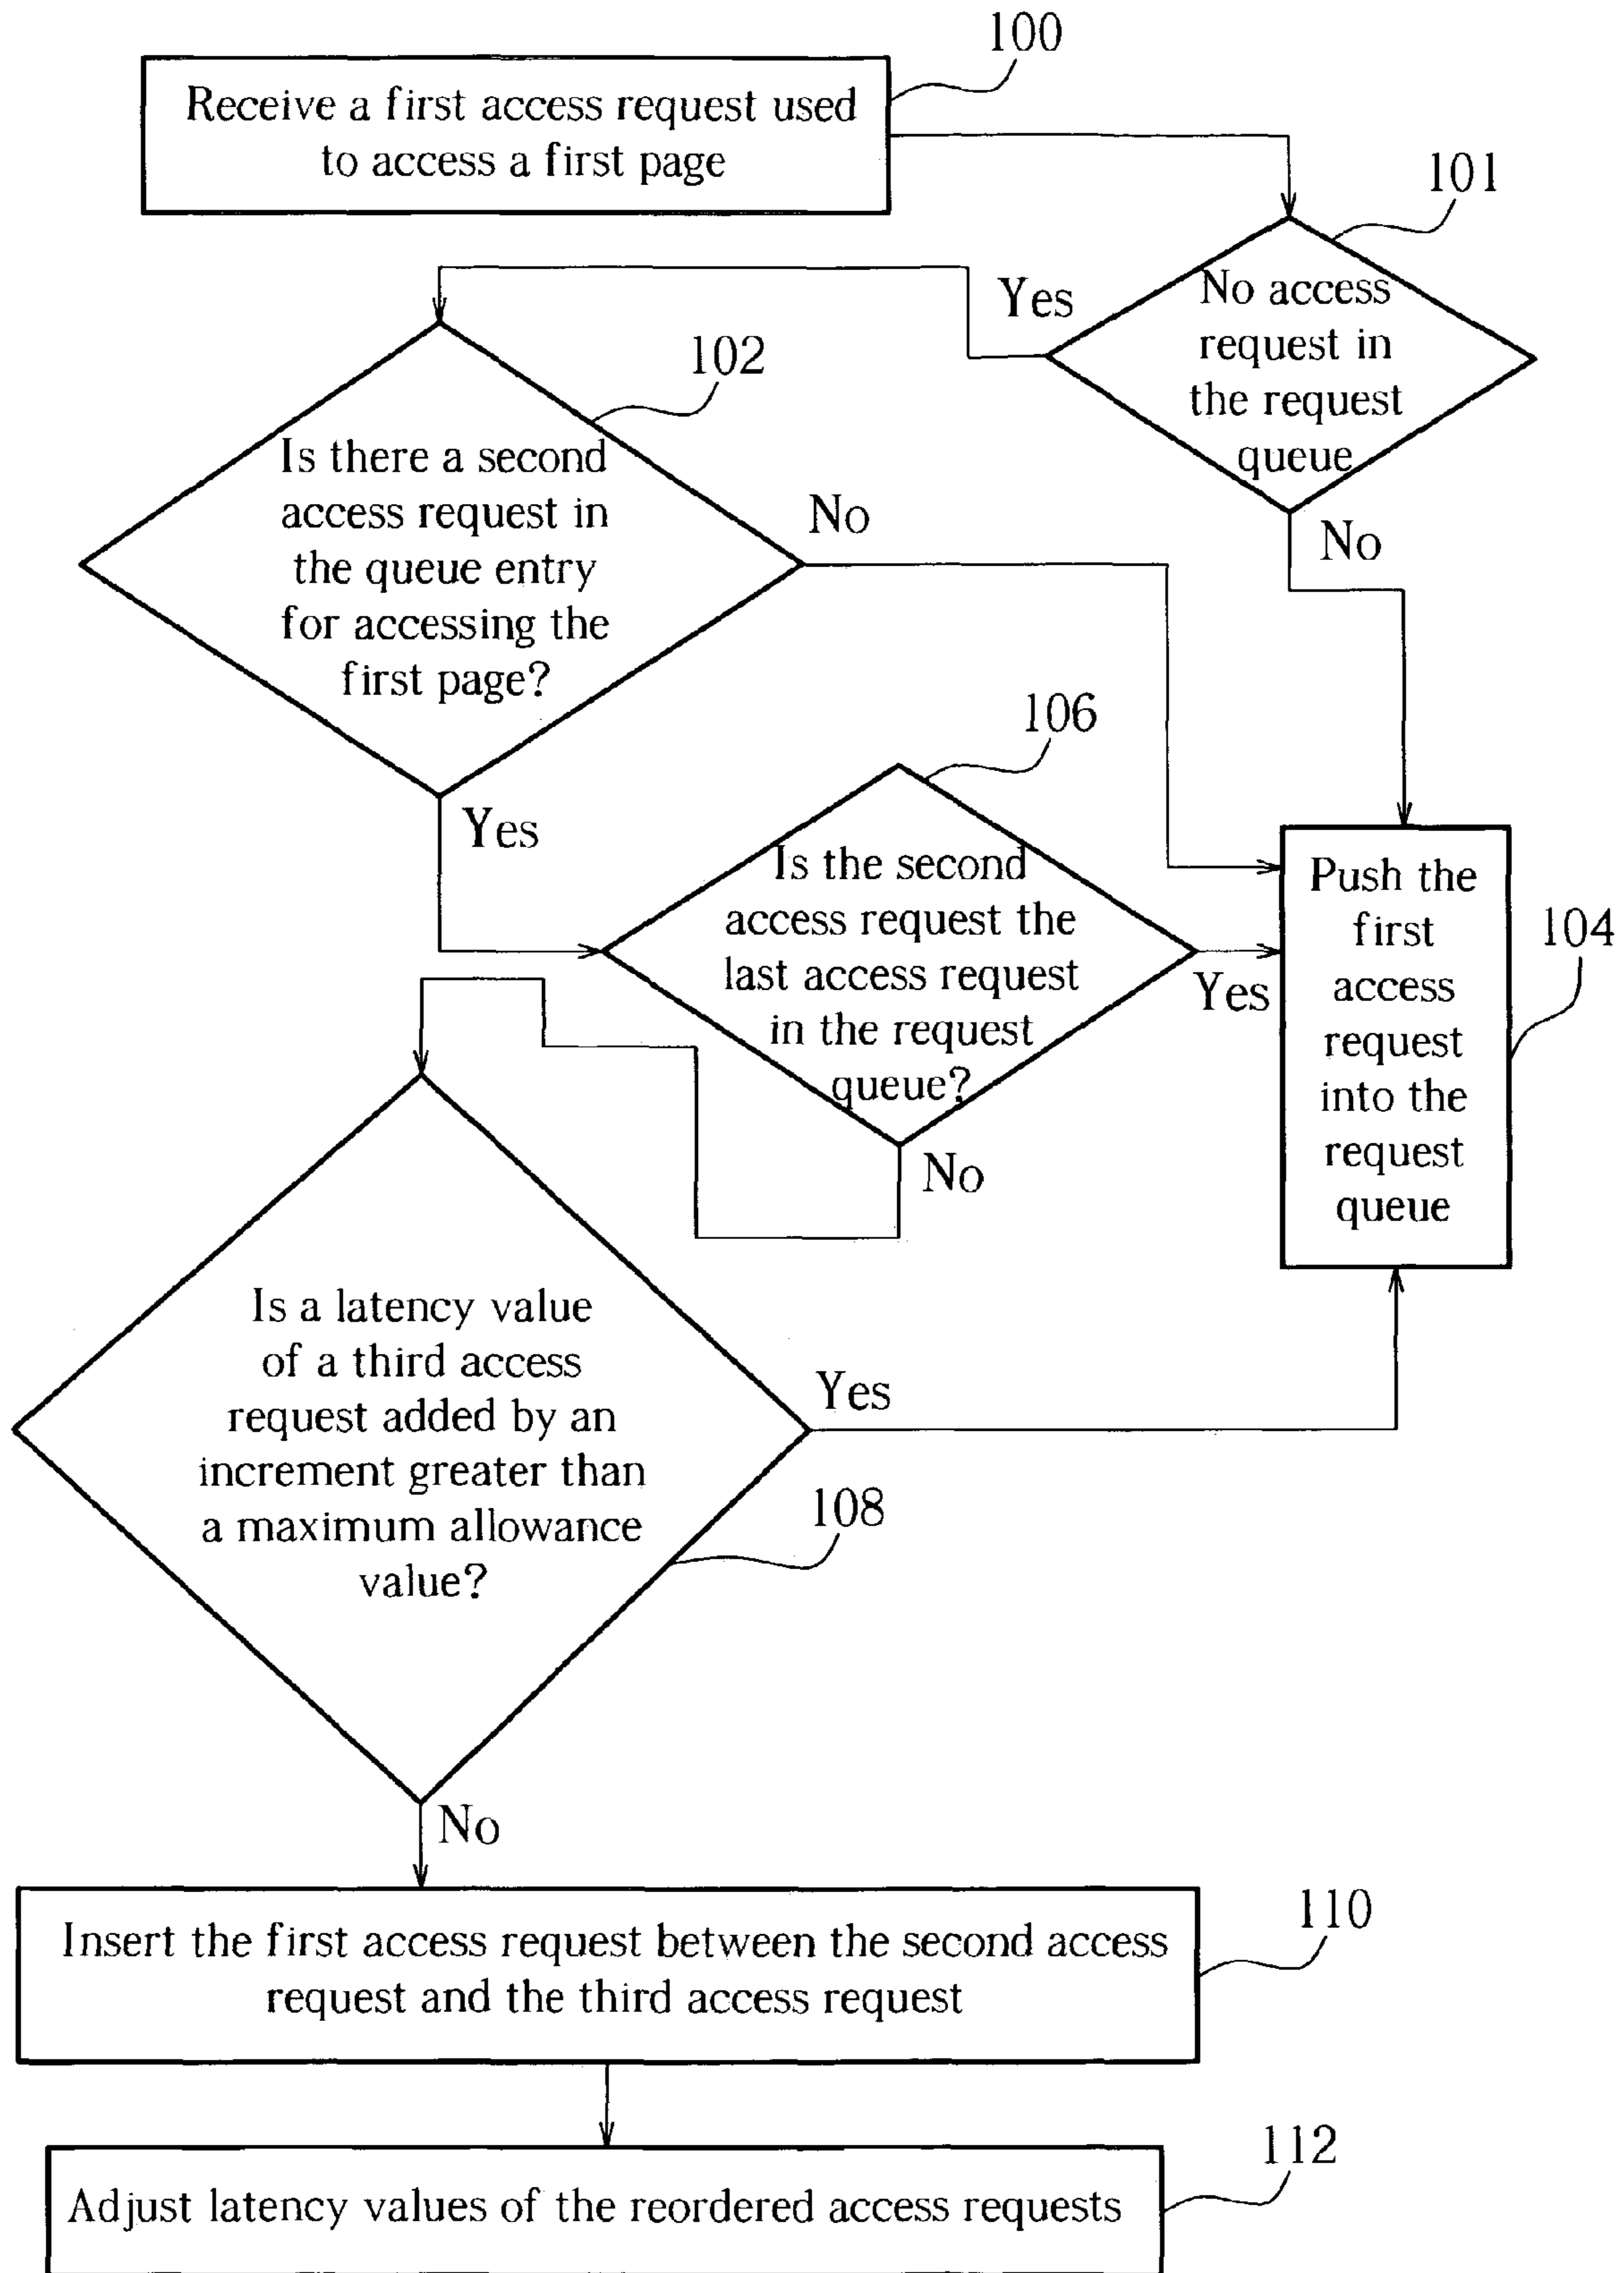 100
Receive a first access request used
to access a first page
101
No access
request in
the request
queue
Yes
No
102
Is there a second
access request in
the queue entry
for accessing the
first page?
No
Yes
106
Is the second
access request the
last access request
in the request
queue?
Yes
No
Push the
first
access
request
into the
request
queue
104
Is a latency value
of a third access
request added by an
increment greater than
a maximum allowance
value?
Yes
108
No
Insert the first access request between the second access
request and the third access request
110
Adjust latency values of the reordered access requests
112